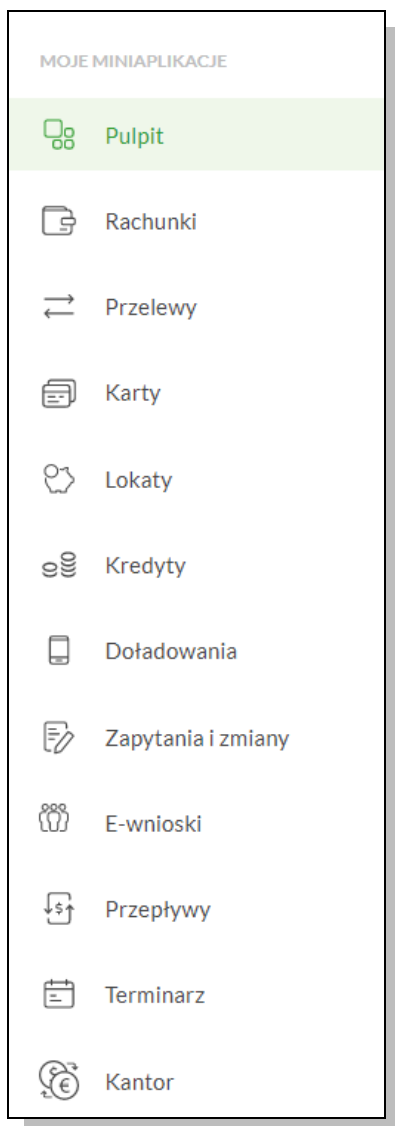 MOJE MINIAPLIKACJE
Pulpit
Rachunki
Przelewy
Karty
Lokaty
Kredyty
Doładowania
Zapytania i zmiany
E-wnioski
Przepływy
Terminarz
Kantor